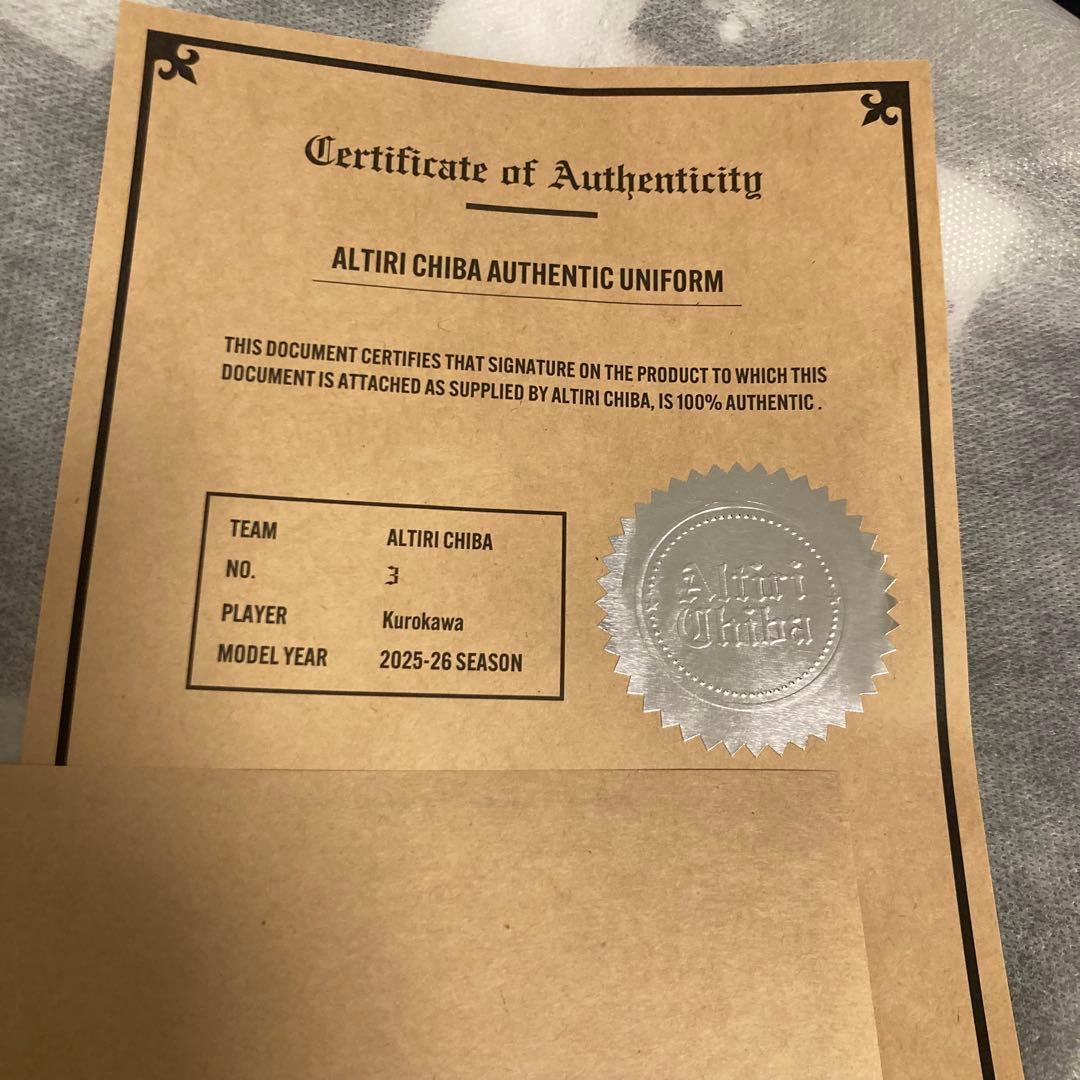 Certificate of Authenticity
ALTIRI CHIBA AUTHENTIC UNIFORM
THIS DOCUMENT CERTIFIES THAT SIGNATURE ON THE PRODUCT TO WHICH THIS
DOCUMENT IS ATTACHED AS SUPPLIED BY ALTIRI CHIBA, IS 100% AUTHENTIC .
TEAM ALTIRI CHIBA
NO. 3
PLAYER Kurokawa
MODEL YEAR 2025-26 SEASON
Altiri
Chiba